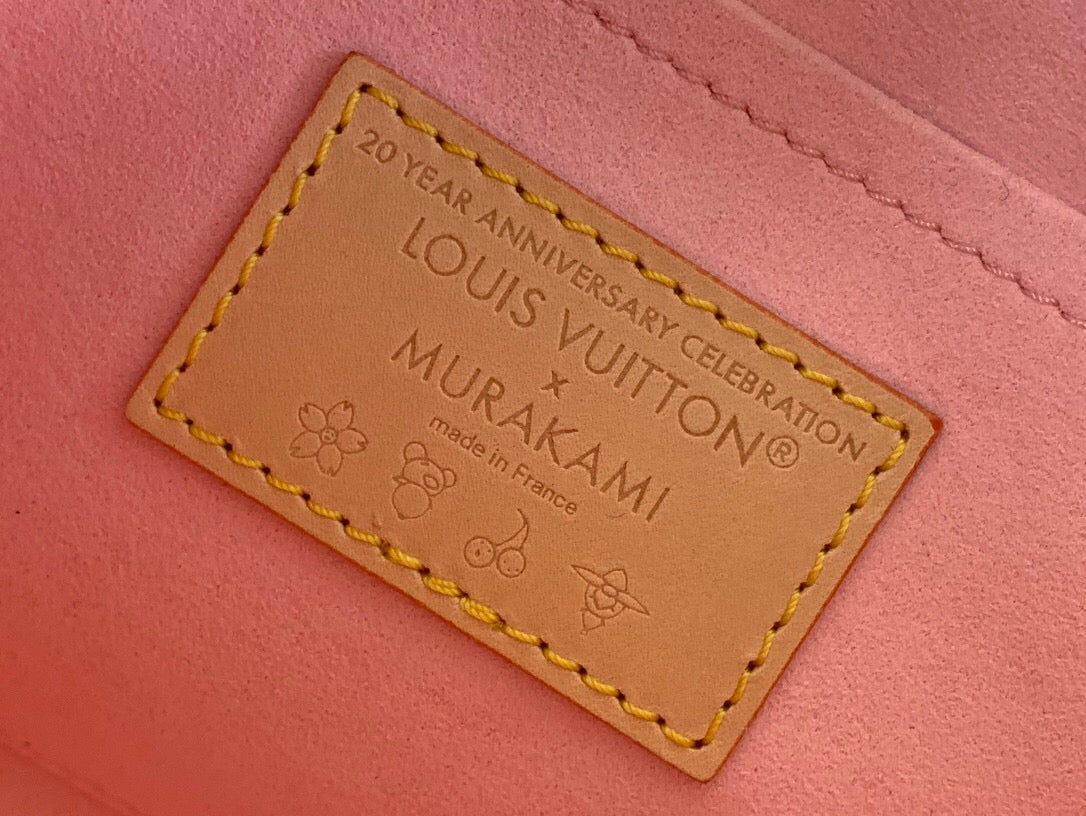 20 YEAR ANNIVERSARY CELEBRATION
LOUIS VUITTON®
x
MURAKAMI
made in France